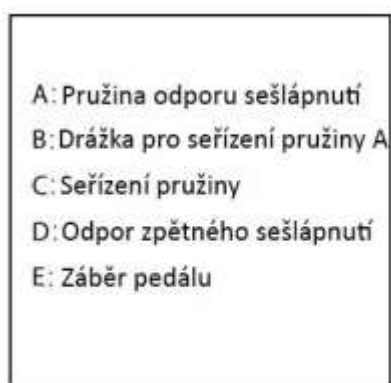 A: Pružina odporu sešlápnutí
B: Drážka pro seřízení pružiny A
C: Seřízení pružiny
D: Odpor zpětného sešlápnutí
E: Záběr pedálu